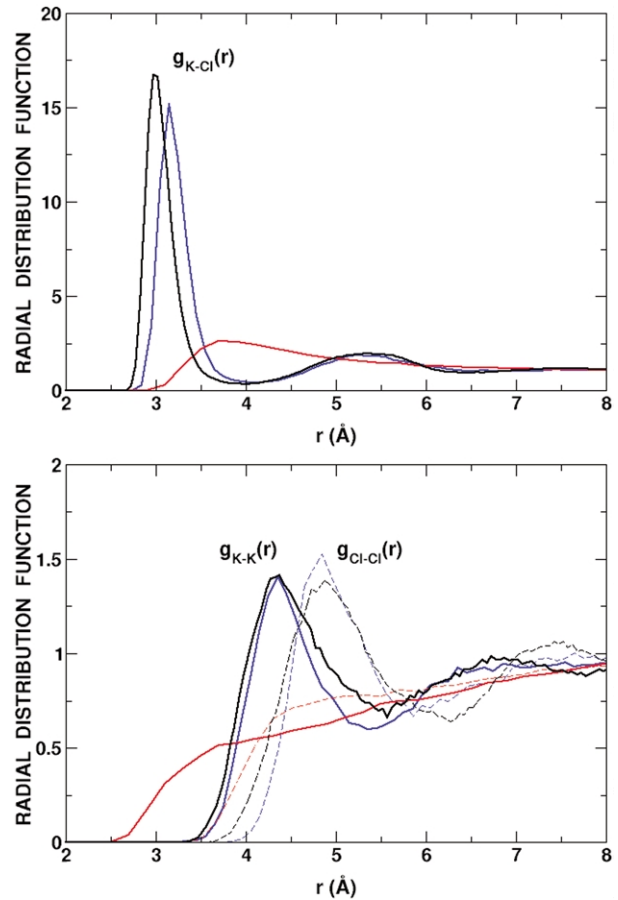 g_K-Cl(r)
RADIAL DISTRIBUTION FUNCTION
20
15
10
5
0
2 3 4 5 6 7 8
r (Å)
g_K-K(r) g_Cl-Cl(r)
RADIAL DISTRIBUTION FUNCTION
2
1.5
1
0.5
0
2 3 4 5 6 7 8
r (Å)